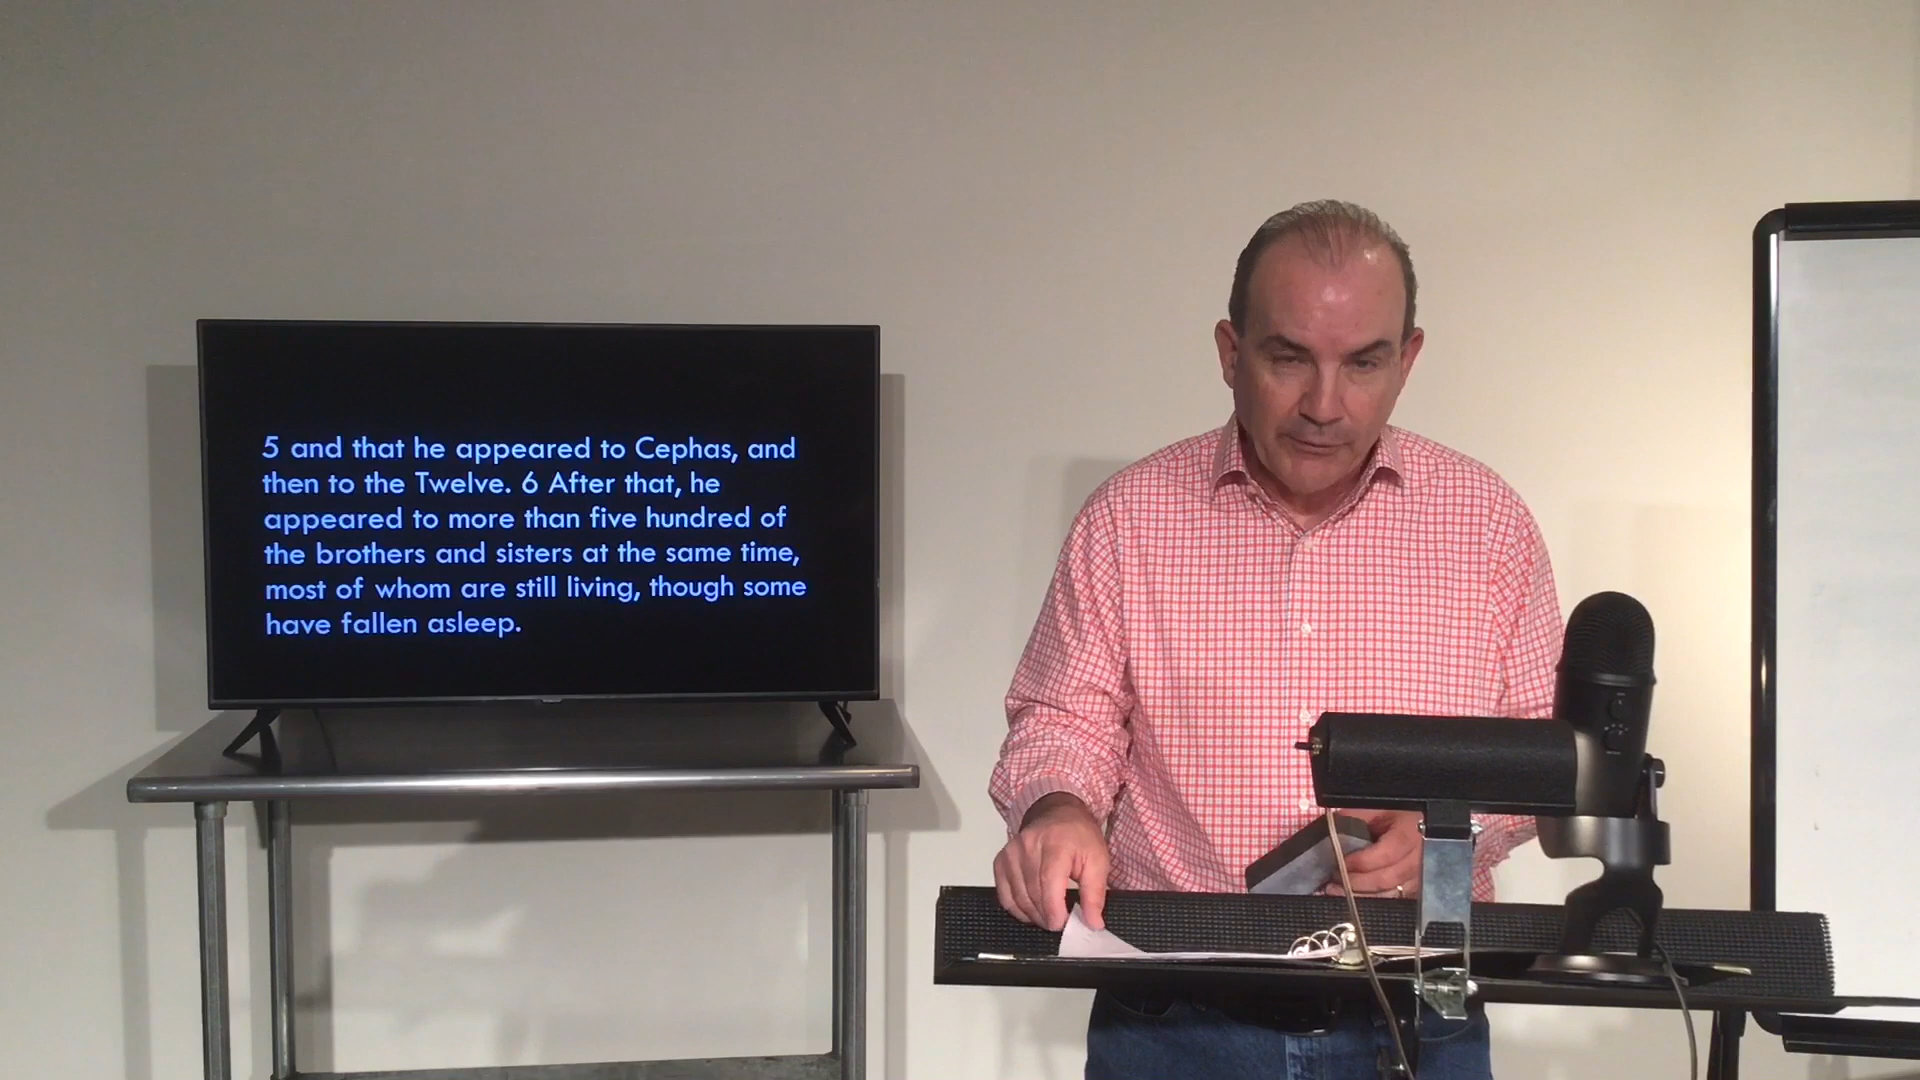 5 and that he appeared to Cephas, and
then to the Twelve. 6 After that, he
appeared to more than five hundred of
the brothers and sisters at the same time,
most of whom are still living, though some
have fallen asleep.